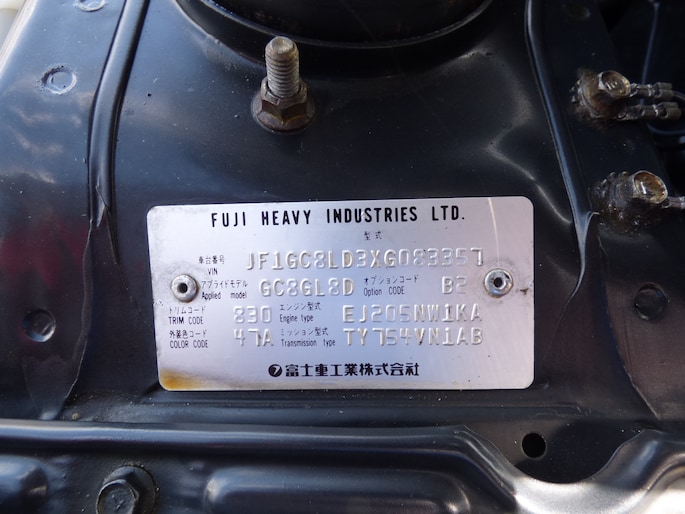 FUJI HEAVY INDUSTRIES LTD.
型式
車台番号 VIN JF1GC8LD3XG083357
アプライドモデル Applied model GC8GL8D オプションコード Option CODE B2
トリムコード TRIM CODE 830 エンジン型式 Engine type EJ205NW1KA
外装色コード COLOR CODE 47A ミッション型式 Transmission type TY754VN1AB
富士重工業株式会社